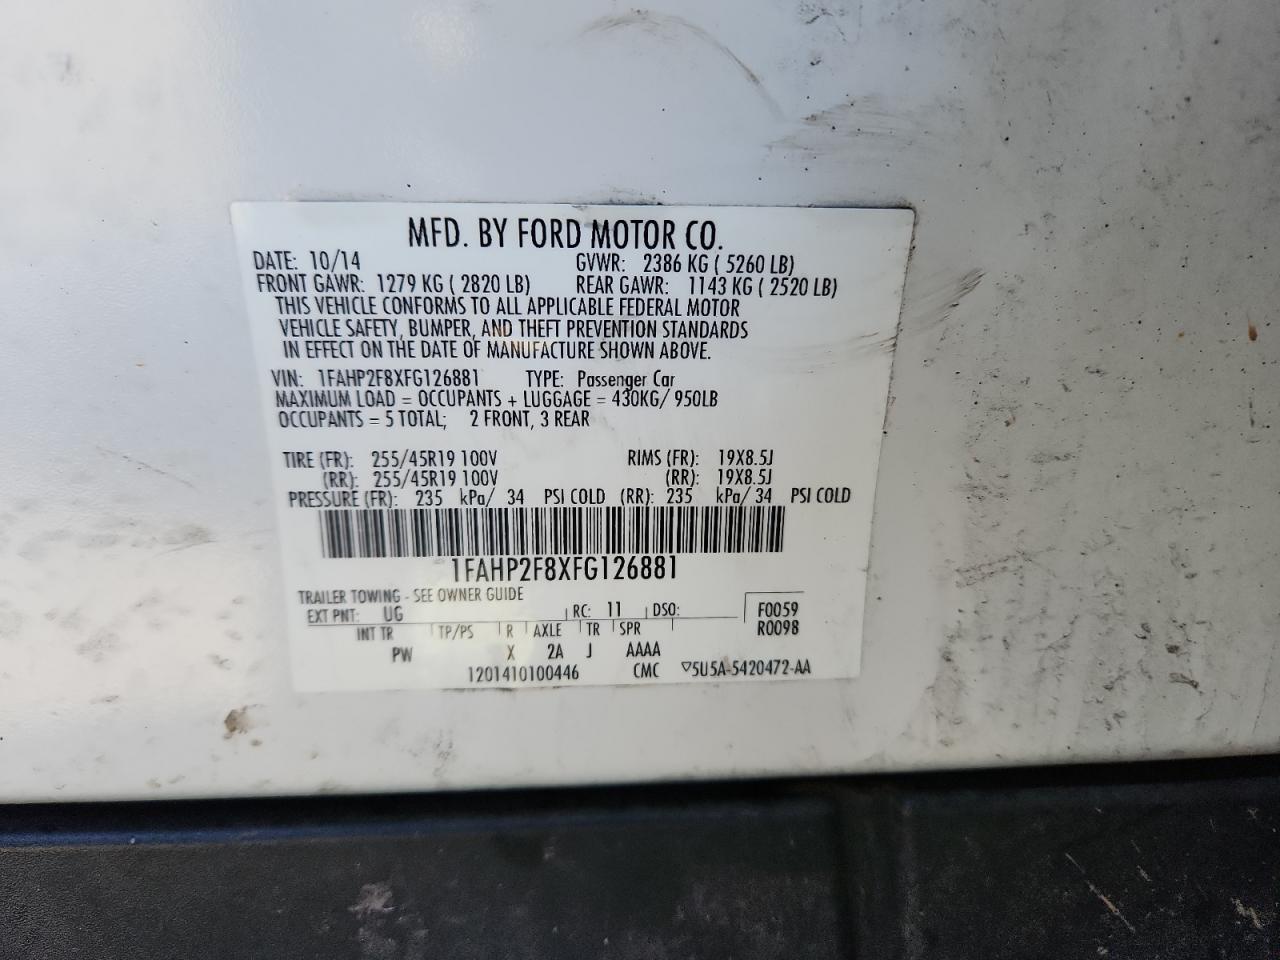 MFD. BY FORD MOTOR CO.
DATE: 10/14 GVWR: 2386 KG ( 5260 LB)
FRONT GAWR: 1279 KG ( 2820 LB) REAR GAWR: 1143 KG ( 2520 LB)
THIS VEHICLE CONFORMS TO ALL APPLICABLE FEDERAL MOTOR
VEHICLE SAFETY, BUMPER, AND THEFT PREVENTION STANDARDS
IN EFFECT ON THE DATE OF MANUFACTURE SHOWN ABOVE.
VIN: 1FAHP2F8XFG126881 TYPE: Passenger Car
MAXIMUM LOAD = OCCUPANTS + LUGGAGE = 430KG/ 950LB
OCCUPANTS = 5 TOTAL; 2 FRONT, 3 REAR
TIRE (FR): 255/45R19 100V RIMS (FR): 19X8.5J
(RR): 255/45R19 100V (RR): 19X8.5J
PRESSURE (FR): 235 kPa/ 34 PSI COLD (RR): 235 kPa/ 34 PSI COLD
1FAHP2F8XFG126881
TRAILER TOWING - SEE OWNER GUIDE
EXT PNT: UG RC: 11 DSO: F0059
INT TR TP/PS R AXLE TR SPR R0098
PW X 2A J AAAA
1201410100446 CMC ▽5U5A-5420472-AA